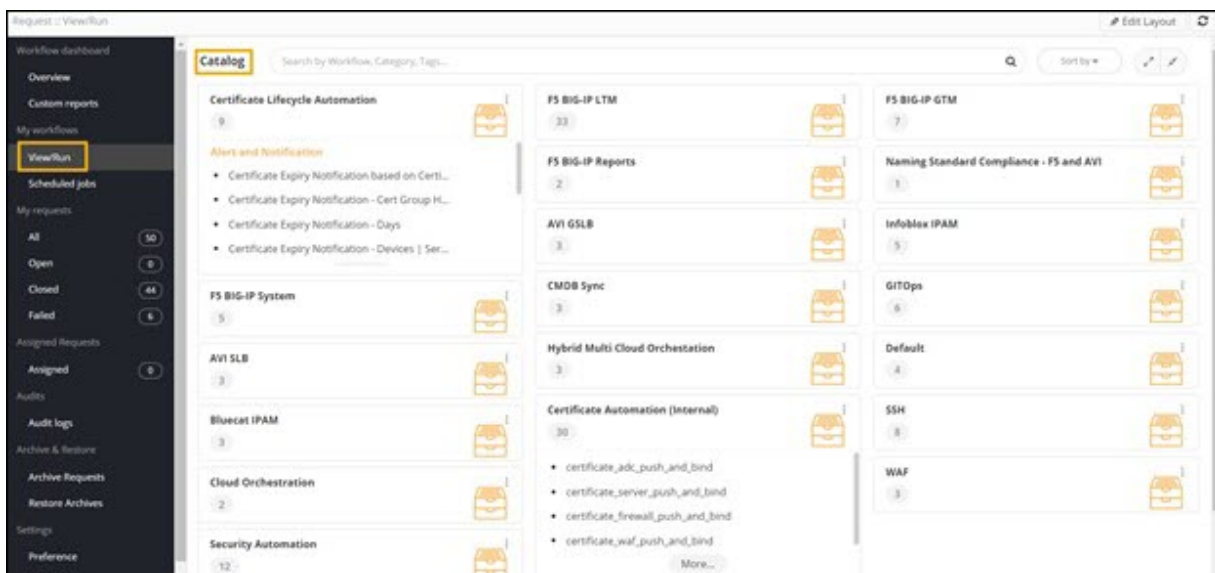 Request :: View/Run
Edit Layout
Workflow dashboard
Overview
Custom reports
My workflows
View/Run
Scheduled jobs
My requests
All 50
Open 0
Closed 44
Failed 6
Assigned Requests
Assigned 0
Audits
Audit logs
Archive & Restore
Archive Requests
Restore Archives
Settings
Preference
Catalog
Search by Workflow, Category, Tags...
Sort by
Certificate Lifecycle Automation
9
Alert and Notification
Certificate Expiry Notification based on Certi...
Certificate Expiry Notification - Cert Group H...
Certificate Expiry Notification - Days
Certificate Expiry Notification - Devices | Ser...
F5 BIG-IP System
5
AVI SLB
3
Bluecat IPAM
3
Cloud Orchestration
2
Security Automation
12
F5 BIG-IP LTM
33
F5 BIG-IP Reports
2
AVI GSLB
3
CMDB Sync
3
Hybrid Multi Cloud Orchestation
3
Certificate Automation (Internal)
30
certificate_adc_push_and_bind
certificate_server_push_and_bind
certificate_firewall_push_and_bind
certificate_waf_push_and_bind
More...
F5 BIG-IP GTM
7
Naming Standard Compliance - F5 and AVI
1
Infoblox IPAM
5
GITOps
6
Default
4
SSH
8
WAF
3